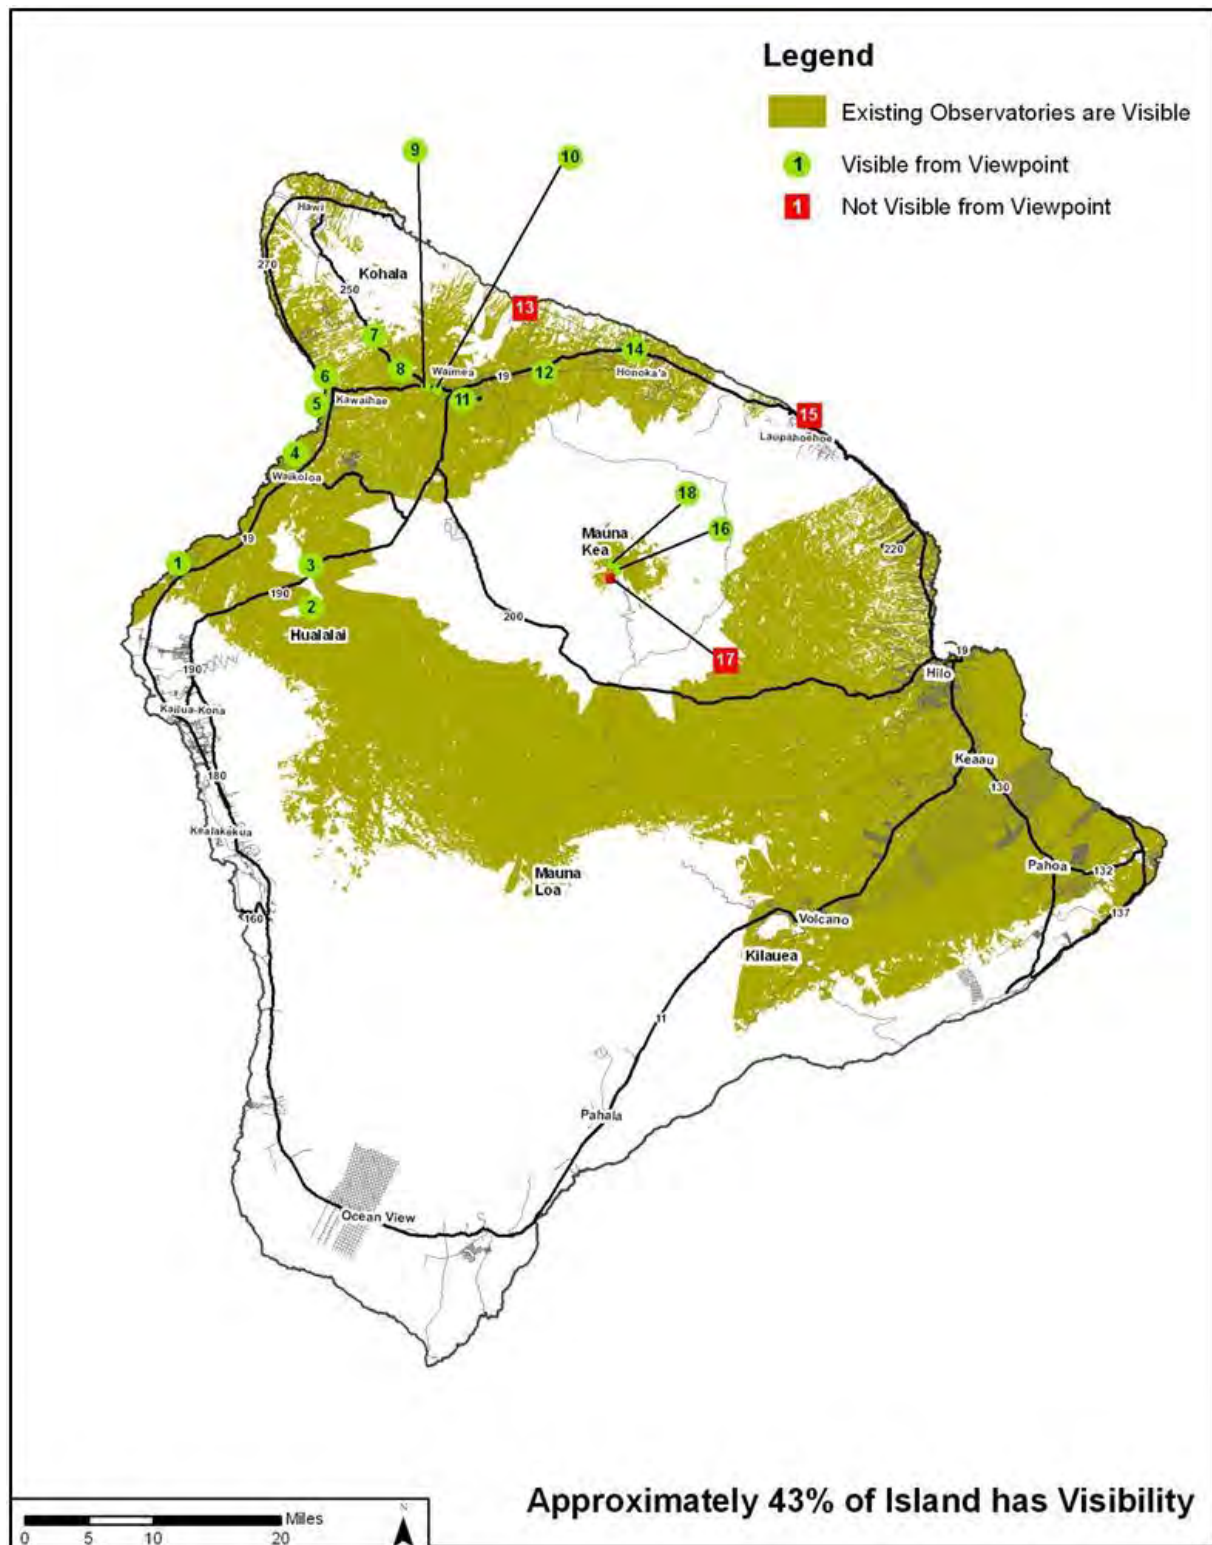 Legend
Existing Observatories are Visible
1 Visible from Viewpoint
1 Not Visible from Viewpoint
9
10
Hawi
270
Kohala
250
13
7
14
8
Waimea
19
12
Honoka'a
6
5
Kawaihae
11
15
Laupahoehoe
4
Waikoloa
18
16
Mauna
Kea
19
220
1
3
190
2
Hualalai
200
17
19
Hilo
190
Kailua-Kona
Keaau
180
130
Kealakekua
Pahoa
132
Mauna
Loa
160
Volcano
137
Kilauea
11
Pahala
Ocean View
Approximately 43% of Island has Visibility
N
Miles
0 5 10 20